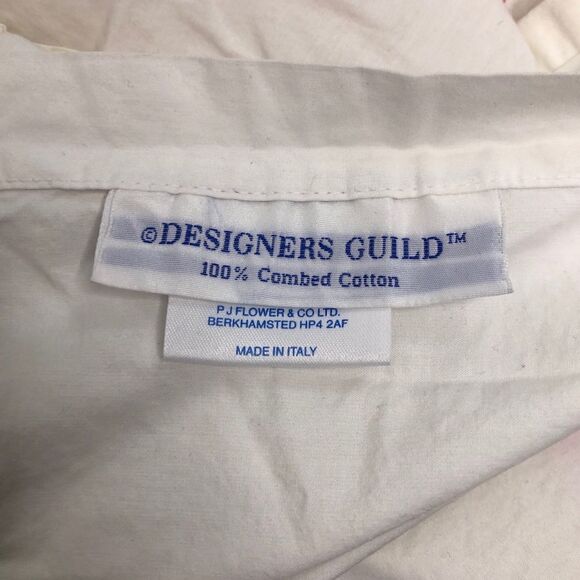 ©DESIGNERS GUILD™
100% Combed Cotton
P J FLOWER & CO LTD.
BERKHAMSTED HP4 2AF
MADE IN ITALY